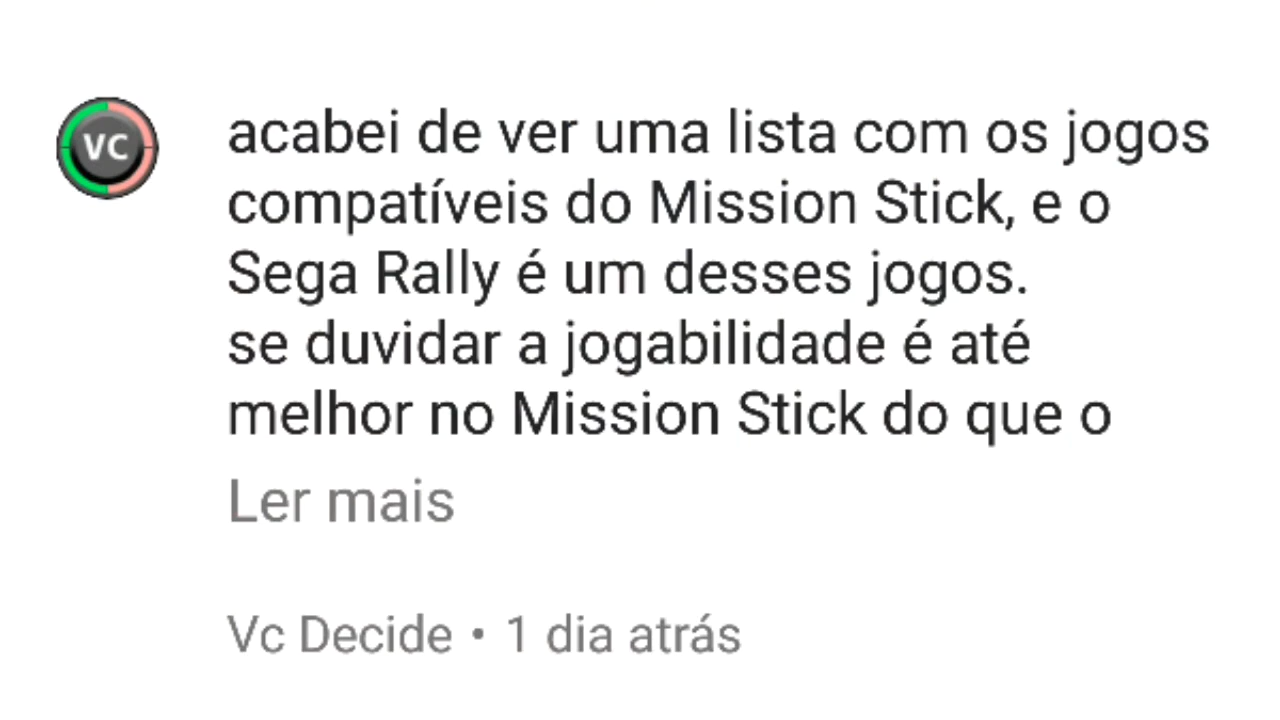 VC
acabei de ver uma lista com os jogos
compatíveis do Mission Stick, e o
Sega Rally é um desses jogos.
se duvidar a jogabilidade é até
melhor no Mission Stick do que o
Ler mais
Vc Decide • 1 dia atrás